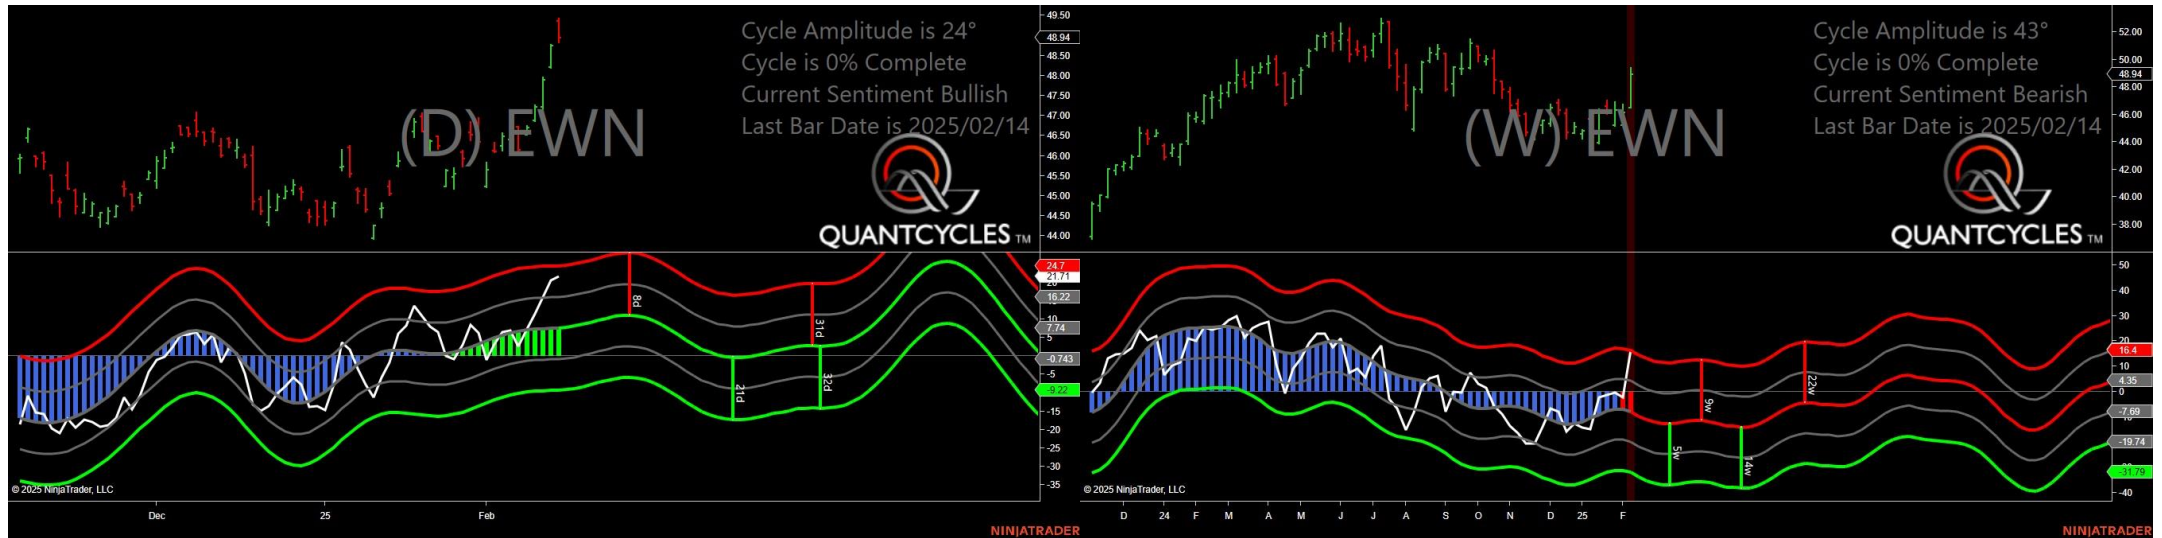 Cycle Amplitude is 24°
Cycle is 0% Complete
Current Sentiment Bullish
Last Bar Date is 2025/02/14
(D) EWN
QUANTCYCLES TM
49.50
48.94
48.50
48.00
47.50
47.00
46.50
46.00
45.50
45.00
44.50
44.00
24.7
21.71
16.22
10
7.74
5
-0.743
-5
-9.22
-15
-20
-25
-30
-35
8d
31d
21d
32d
© 2025 NinjaTrader, LLC
Dec
25
Feb
NINJATRADER
Cycle Amplitude is 43°
Cycle is 0% Complete
Current Sentiment Bearish
Last Bar Date is 2025/02/14
(W) EWN
QUANTCYCLES TM
52.00
50.00
48.94
48.00
46.00
44.00
42.00
40.00
38.00
50
40
30
20
16.4
10
4.35
0
-7.69
-19.74
-31.79
-40
9w
22w
5w
14w
© 2025 NinjaTrader, LLC
D
24
F
M
A
M
J
J
A
S
O
N
D
25
F
NINJATRADER